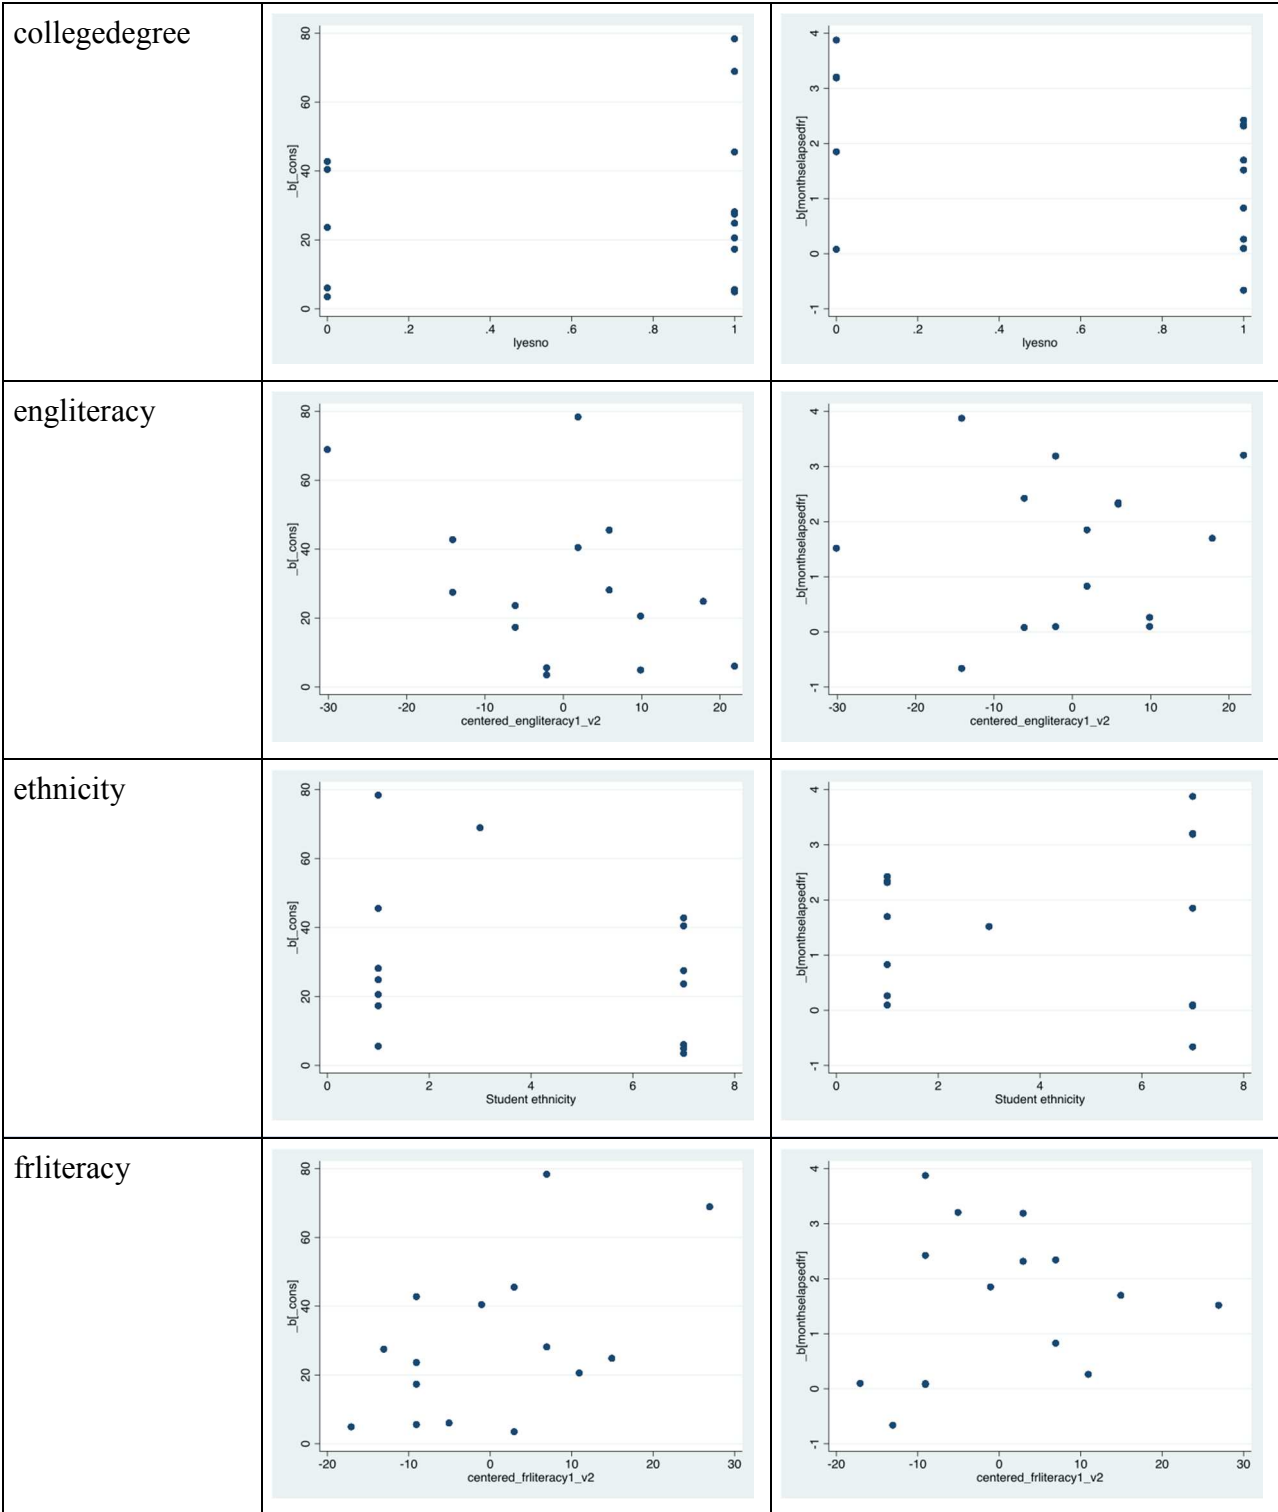 collegedegree
80
60
40
20
0
_b[_cons]
0 .2 .4 .6 .8 1
lyesno
4
3
2
1
0
-1
_b[monthselapsedfr]
0 .2 .4 .6 .8 1
lyesno
engliteracy
80
60
40
20
0
_b[_cons]
-30 -20 -10 0 10 20
centered_engliteracy1_v2
4
3
2
1
0
-1
_b[monthselapsedfr]
-30 -20 -10 0 10 20
centered_engliteracy1_v2
ethnicity
80
60
40
20
0
_b[_cons]
0 2 4 6 8
Student ethnicity
4
3
2
1
0
-1
_b[monthselapsedfr]
0 2 4 6 8
Student ethnicity
frliteracy
80
60
40
20
0
_b[_cons]
-20 -10 0 10 20 30
centered_frliteracy1_v2
4
3
2
1
0
-1
_b[monthselapsedfr]
-20 -10 0 10 20 30
centered_frliteracy1_v2